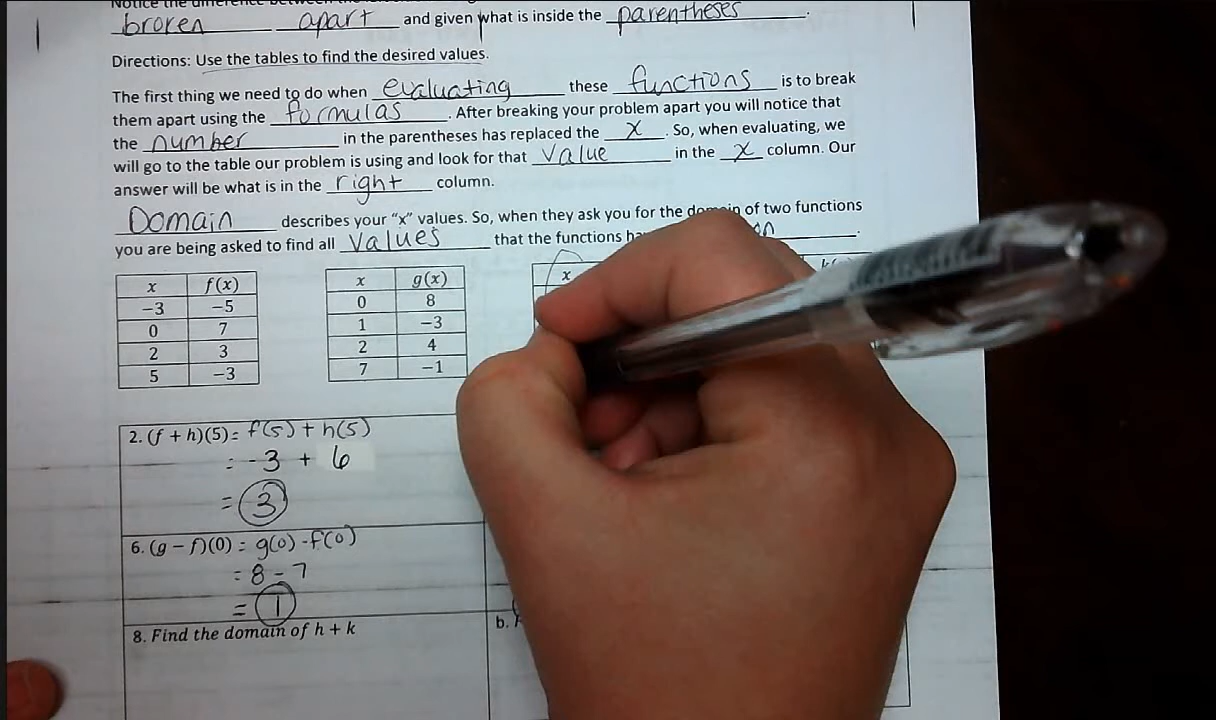 Notice the difference between the
broken apart and given what is inside the parentheses.
Directions: Use the tables to find the desired values.
The first thing we need to do when evaluating these functions is to break
them apart using the formulas. After breaking your problem apart you will notice that
the number in the parentheses has replaced the x. So, when evaluating, we
will go to the table our problem is using and look for that value in the x column. Our
answer will be what is in the right column.
Domain describes your "x" values. So, when they ask you for the domain of two functions
you are being asked to find all values that the functions
x f(x)
-3 -5
0 7
2 3
5 -3
x g(x)
0 8
1 -3
2 4
7 -1
x
2. (f + h)(5) = f(5) + h(5)
= -3 + 6
= 3
6. (g - f)(0) = g(0) - f(0)
= 8 - 7
= 1
8. Find the domain of h + k
b.